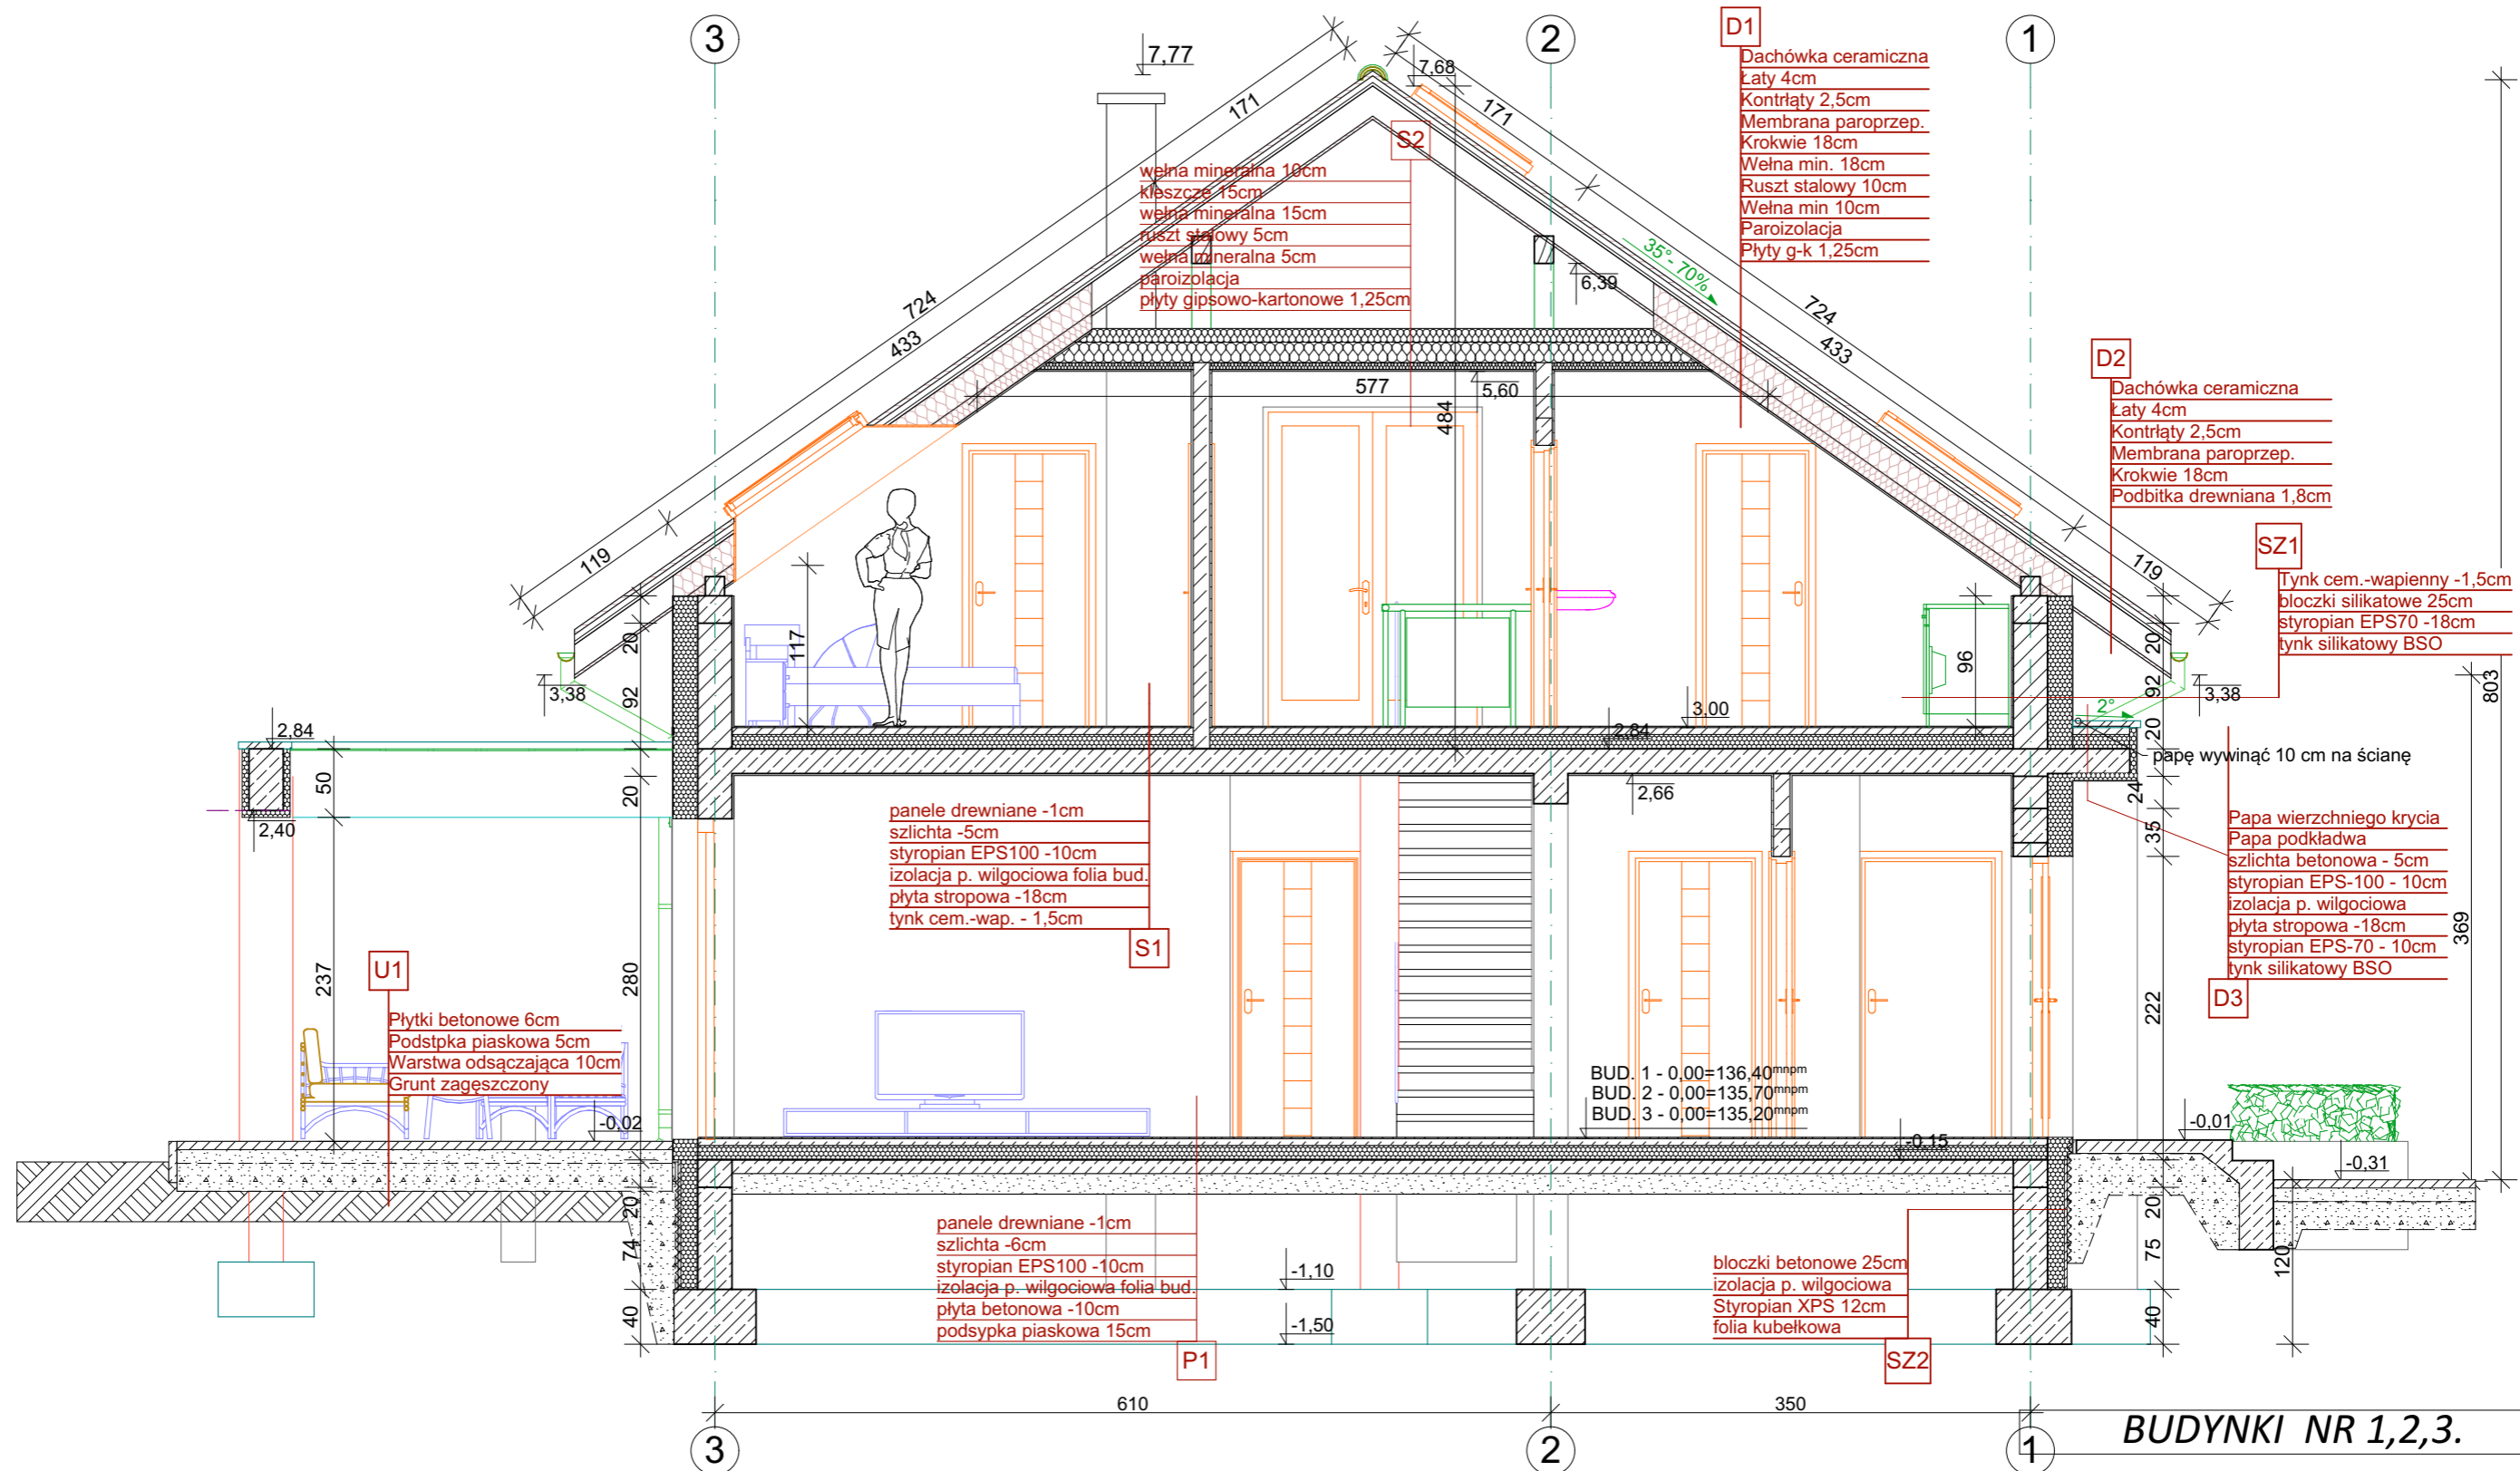 3
2
1
7,77
7,68
D1
Dachówka ceramiczna
Łaty 4cm
Kontrłaty 2,5cm
Membrana paroprzep.
Krokwie 18cm
Wełna min. 18cm
Ruszt stalowy 10cm
Wełna min 10cm
Paroizolacja
Płyty g-k 1,25cm
171
171
S2
wełna mineralna 10cm
kleszcze 15cm
wełna mineralna 15cm
ruszt stalowy 5cm
wełna mineralna 5cm
paroizolacja
płyty gipsowo-kartonowe 1,25cm
35°- 70%
6,39
724
433
724
433
577
484
5,60
D2
Dachówka ceramiczna
Łaty 4cm
Kontrłaty 2,5cm
Membrana paroprzep.
Krokwie 18cm
Podbitka drewniana 1,8cm
119
119
SZ1
Tynk cem.-wapienny -1,5cm
bloczki silikatowe 25cm
styropian EPS70 -18cm
tynk silikatowy BSO
20
92
117
96
20
92
20
3,38
3,38
803
2°
3,00
2,84
2,84
papę wywinąć 10 cm na ścianę
50
20
2,40
2,66
24
35
panele drewniane -1cm
szlichta -5cm
styropian EPS100 -10cm
izolacja p. wilgociowa folia bud.
płyta stropowa -18cm
tynk cem.-wap. - 1,5cm
S1
Papa wierzchniego krycia
Papa podkładwa
szlichta betonowa - 5cm
styropian EPS-100 - 10cm
izolacja p. wilgociowa
płyta stropowa -18cm
styropian EPS-70 - 10cm
tynk silikatowy BSO
D3
369
237
280
222
U1
Płytki betonowe 6cm
Podstpka piaskowa 5cm
Warstwa odsączająca 10cm
Grunt zagęszczony
BUD. 1 - 0,00=136,40mnpm
BUD. 2 - 0,00=135,70mnpm
BUD. 3 - 0,00=135,20mnpm
-0,02
-0,15
-0,01
-0,31
20
74
40
20
75
40
120
panele drewniane -1cm
szlichta -6cm
styropian EPS100 -10cm
izolacja p. wilgociowa folia bud.
płyta betonowa -10cm
podsypka piaskowa 15cm
P1
-1,10
-1,50
bloczki betonowe 25cm
izolacja p. wilgociowa
Styropian XPS 12cm
folia kubełkowa
SZ2
610
350
3
2
1
BUDYNKI NR 1,2,3.